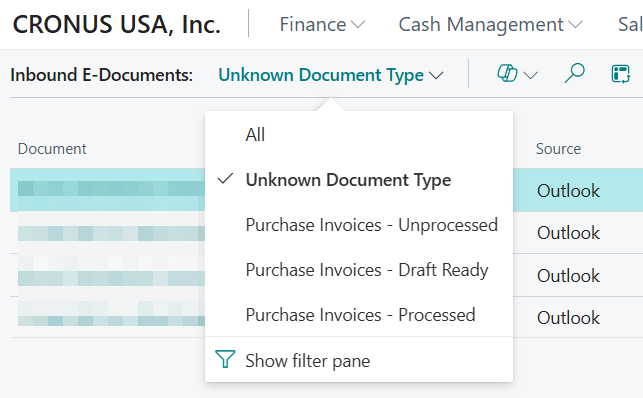 CRONUS USA, Inc. Finance Cash Management
Inbound E-Documents: Unknown Document Type
All
Document Source
Unknown Document Type Outlook
Purchase Invoices - Unprocessed Outlook
Purchase Invoices - Draft Ready Outlook
Purchase Invoices - Processed Outlook
Show filter pane